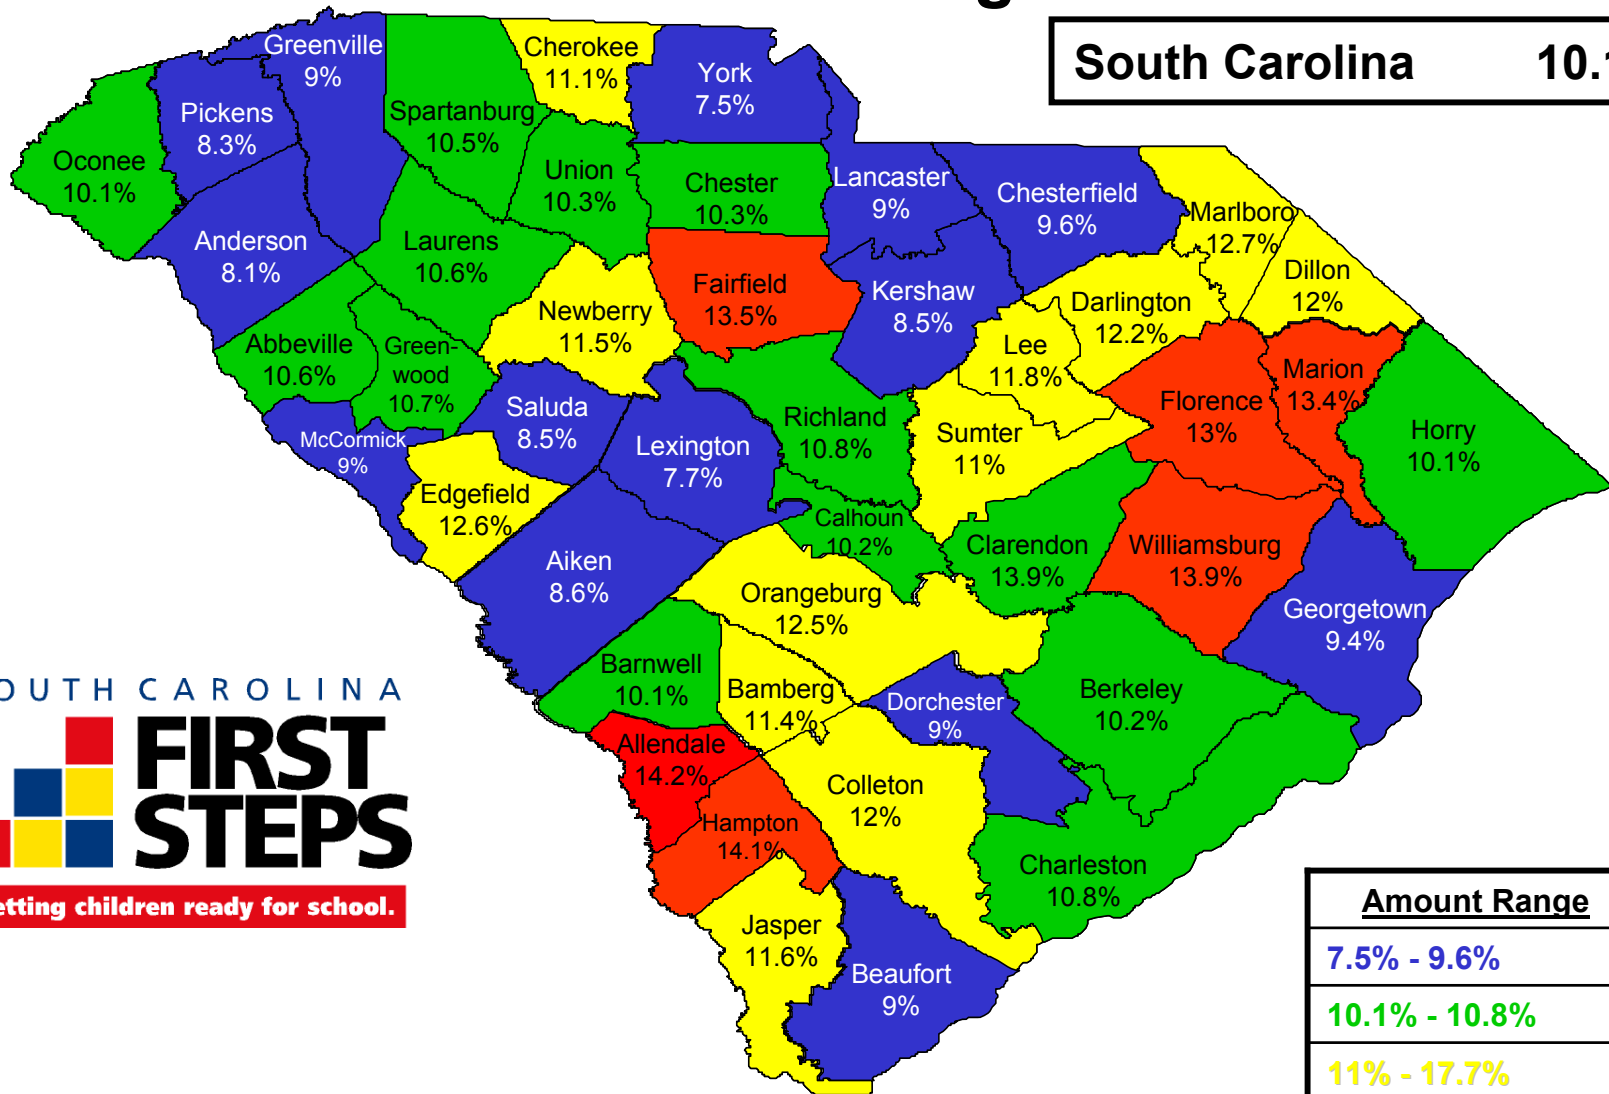 South Carolina 10.1
Greenville
9%
Cherokee
11.1%
York
7.5%
Pickens
8.3%
Spartanburg
10.5%
Oconee
10.1%
Union
10.3%
Chester
10.3%
Lancaster
9%
Chesterfield
9.6%
Marlboro
12.7%
Anderson
8.1%
Laurens
10.6%
Dillon
12%
Fairfield
13.5%
Kershaw
8.5%
Darlington
12.2%
Newberry
11.5%
Abbeville
10.6%
Green-
wood
10.7%
Lee
11.8%
Marion
13.4%
Florence
13%
Saluda
8.5%
Richland
10.8%
Sumter
11%
Horry
10.1%
McCormick
9%
Lexington
7.7%
Edgefield
12.6%
Calhoun
10.2%
Clarendon
13.9%
Williamsburg
13.9%
Aiken
8.6%
Orangeburg
12.5%
Georgetown
9.4%
Barnwell
10.1%
Bamberg
11.4%
Dorchester
9%
Berkeley
10.2%
Allendale
14.2%
Colleton
12%
Hampton
14.1%
Charleston
10.8%
Jasper
11.6%
Beaufort
9%
OUTH CAROLINA
FIRST
STEPS
etting children ready for school.
Amount Range
7.5% - 9.6%
10.1% - 10.8%
11% - 17.7%